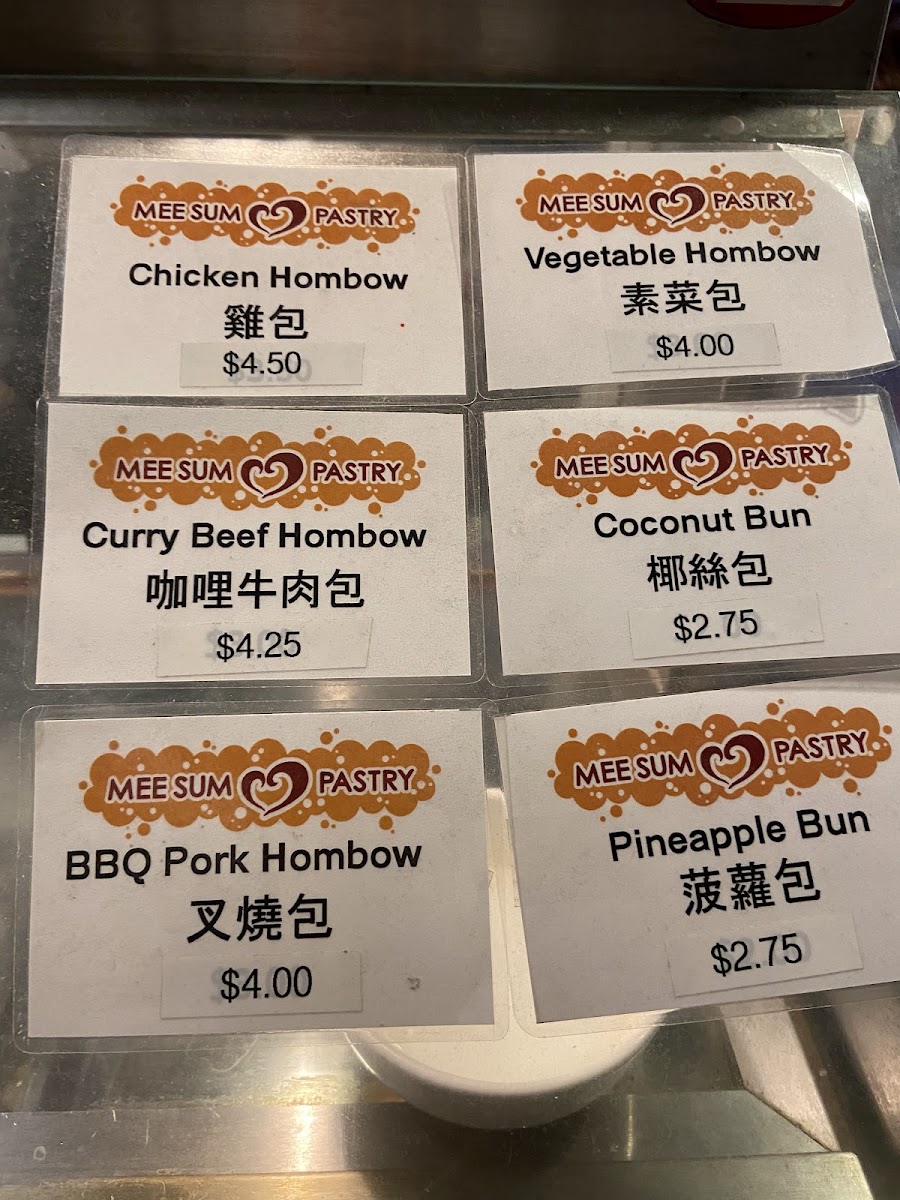 MEE SUM PASTRY
Chicken Hombow
雞包
$4.50
MEE SUM PASTRY
Vegetable Hombow
素菜包
$4.00
MEE SUM PASTRY
Curry Beef Hombow
咖哩牛肉包
$4.25
MEE SUM PASTRY
Coconut Bun
椰絲包
$2.75
MEE SUM PASTRY
BBQ Pork Hombow
叉燒包
$4.00
MEE SUM PASTRY
Pineapple Bun
菠蘿包
$2.75